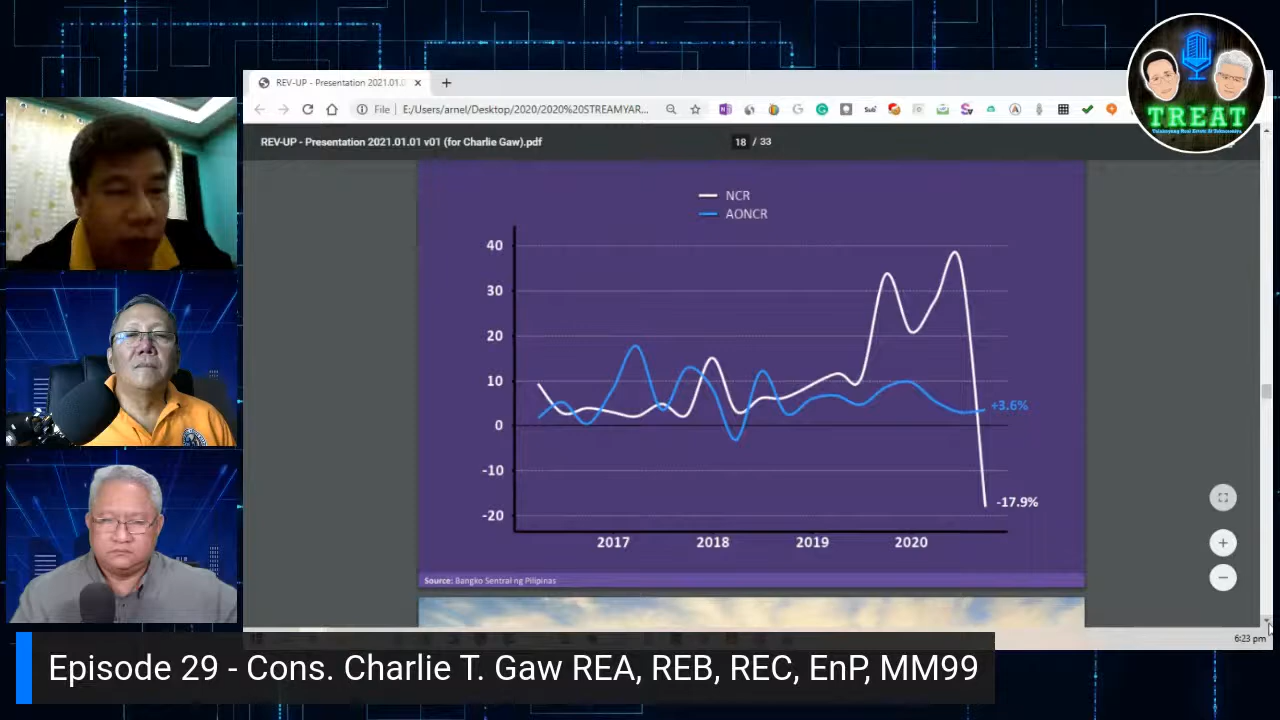 REV-UP - Presentation 2021.01.0
File
E:/Users/arnel/Desktop/2020/2020%20STREAMYAR...
REV-UP - Presentation 2021.01.01 v01 (for Charlie Gaw).pdf
18 / 33
TREAT
NCR
AONCR
40
30
20
10
0
-10
-20
+3.6%
-17.9%
2017
2018
2019
2020
Source: Bangko Sentral ng Pilipinas
6:23 pm
Episode 29 - Cons. Charlie T. Gaw REA, REB, REC, EnP, MM99